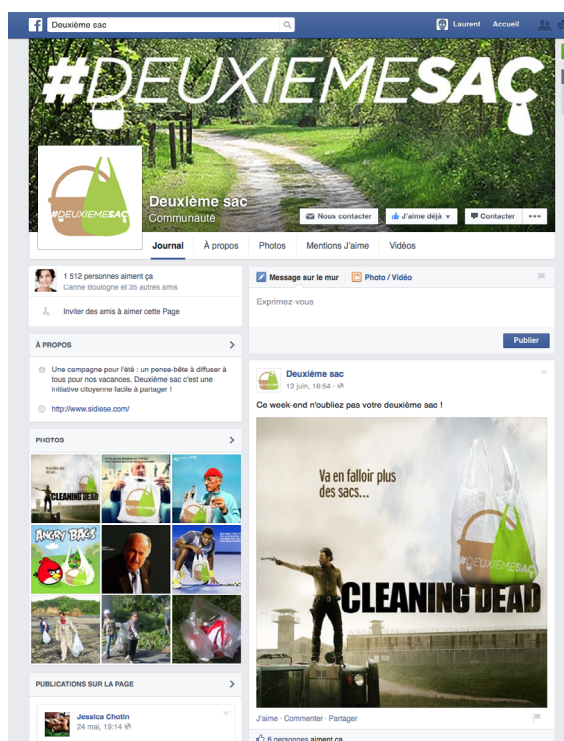 Deuxième sac
Laurent Accueil
#DEUXIEMESAC
#DEUXIEMESAC
Deuxième sac
Communauté
Nous contacter
J'aime déjà
Contacter
Journal À propos Photos Mentions J'aime Vidéos
1 512 personnes aiment ça
Carine Boulogne et 35 autres amis
Inviter des amis à aimer cette Page
À PROPOS
Une campagne pour l'été : un pense-bête à diffuser à
tous pour nos vacances. Deuxième sac c'est une
initiative citoyenne facile à partager !
http://www.sidiese.com/
PHOTOS
CLEANING DEAD
ANGRY BAGS
PUBLICATIONS SUR LA PAGE
Jessica Chotin
24 mai, 19:14
Message sur le mur Photo / Vidéo
Exprimez-vous
Publier
Deuxième sac
12 juin, 16:54
Ce week-end n'oubliez pas votre deuxième sac !
Va en falloir plus
des sacs...
#DEUXIEMESAC
CLEANING DEAD
J'aime · Commenter · Partager
6 personnes aiment ça